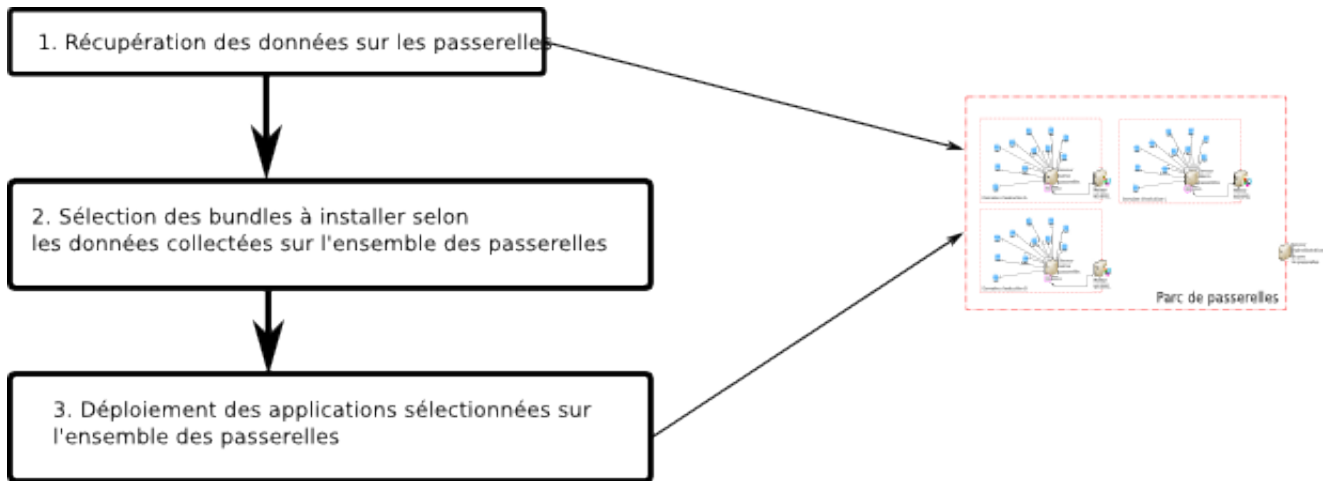 1. Récupération des données sur les passerelles
2. Sélection des bundles à installer selon
les données collectées sur l'ensemble des passerelles
3. Déploiement des applications sélectionnées sur
l'ensemble des passerelles
Parc de passerelles